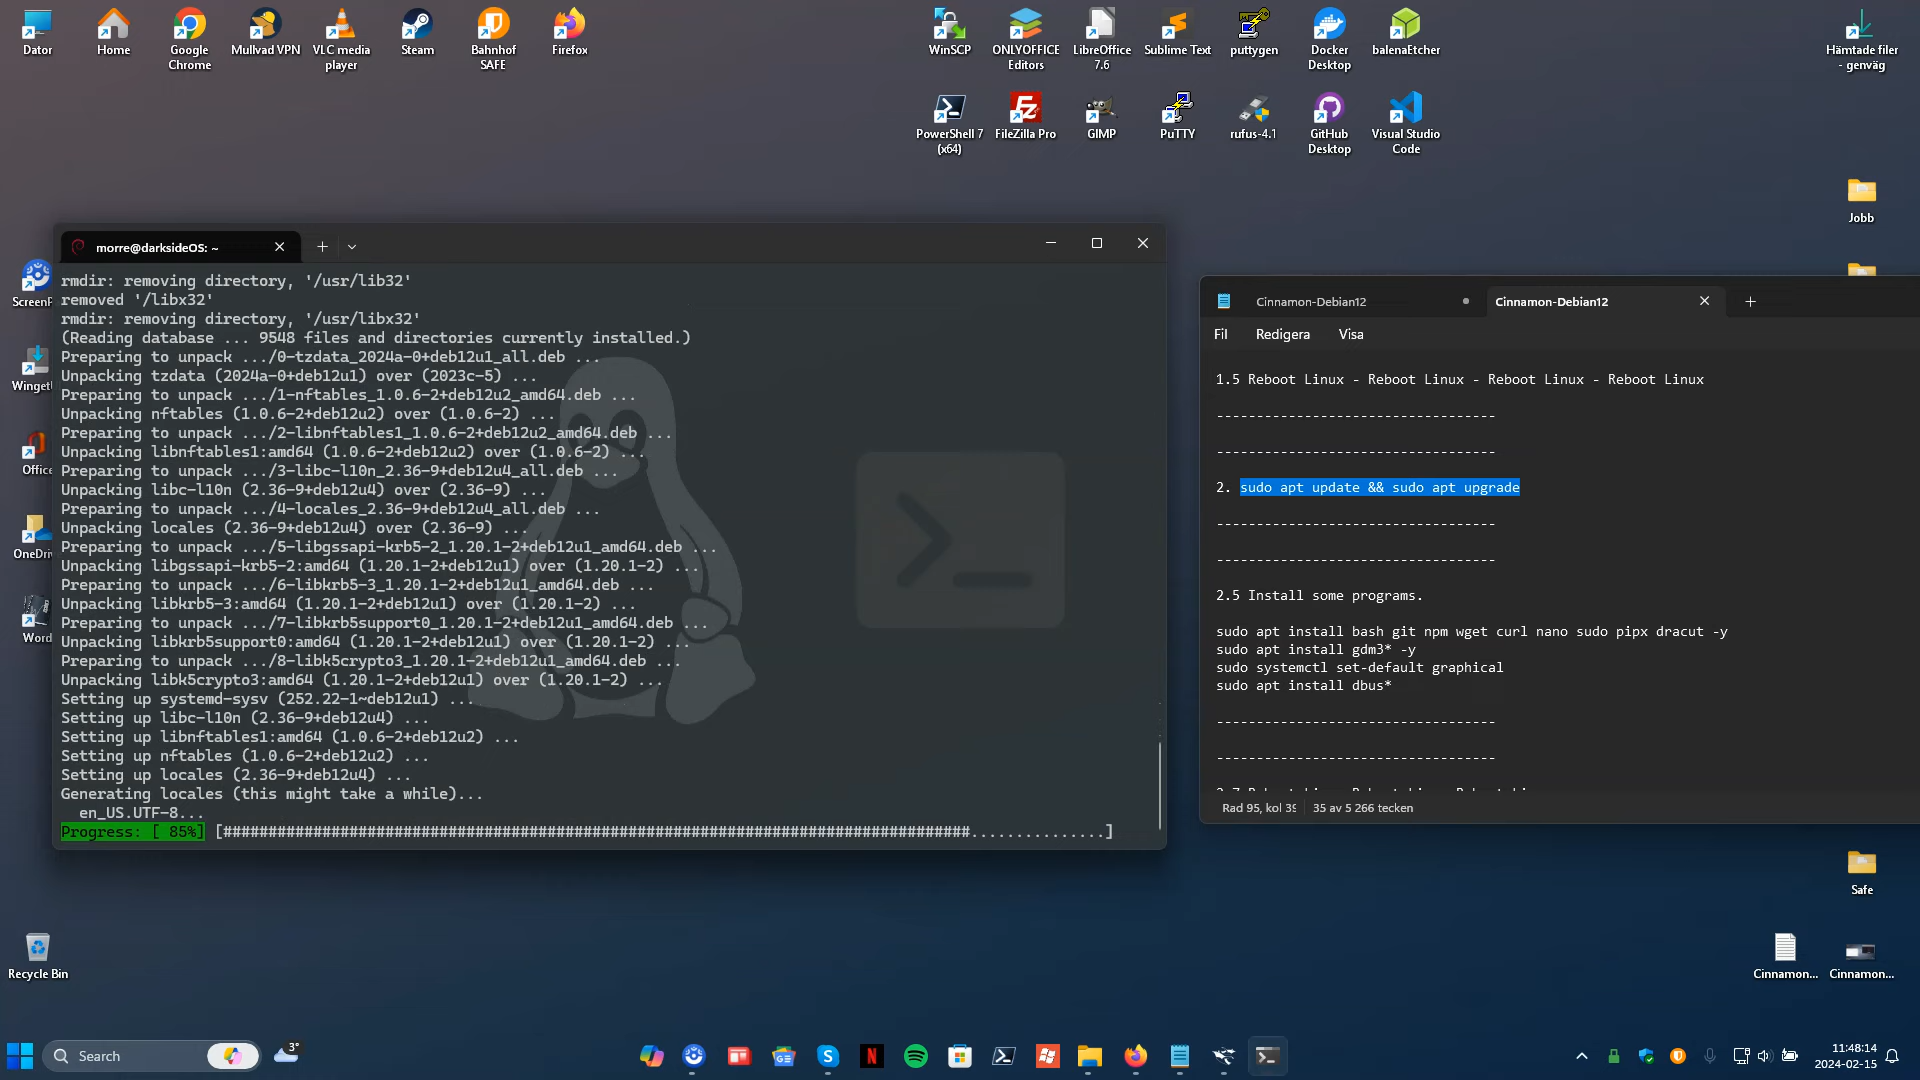 Dator
Home
Google
Chrome
Mullvad VPN
VLC media
player
Steam
Bahnhof
SAFE
Firefox
WinSCP
ONLYOFFICE
Editors
LibreOffice
7.6
Sublime Text
puttygen
Docker
Desktop
balenaEtcher
Hämtade filer
- genväg
PowerShell 7
(x64)
FileZilla Pro
GIMP
PuTTY
rufus-4.1
GitHub
Desktop
Visual Studio
Code
Jobb
ScreenP
Winget
Office
OneDriv
Word
morre@darksideOS: ~
rmdir: removing directory, '/usr/lib32'
removed '/libx32'
rmdir: removing directory, '/usr/libx32'
(Reading database ... 9548 files and directories currently installed.)
Preparing to unpack .../0-tzdata_2024a-0+deb12u1_all.deb ...
Unpacking tzdata (2024a-0+deb12u1) over (2023c-5) ...
Preparing to unpack .../1-nftables_1.0.6-2+deb12u2_amd64.deb ...
Unpacking nftables (1.0.6-2+deb12u2) over (1.0.6-2) ...
Preparing to unpack .../2-libnftables1_1.0.6-2+deb12u2_amd64.deb ...
Unpacking libnftables1:amd64 (1.0.6-2+deb12u2) over (1.0.6-2) ...
Preparing to unpack .../3-libc-l10n_2.36-9+deb12u4_all.deb ...
Unpacking libc-l10n (2.36-9+deb12u4) over (2.36-9) ...
Preparing to unpack .../4-locales_2.36-9+deb12u4_all.deb ...
Unpacking locales (2.36-9+deb12u4) over (2.36-9) ...
Preparing to unpack .../5-libgssapi-krb5-2_1.20.1-2+deb12u1_amd64.deb ...
Unpacking libgssapi-krb5-2:amd64 (1.20.1-2+deb12u1) over (1.20.1-2) ...
Preparing to unpack .../6-libkrb5-3_1.20.1-2+deb12u1_amd64.deb ...
Unpacking libkrb5-3:amd64 (1.20.1-2+deb12u1) over (1.20.1-2) ...
Preparing to unpack .../7-libkrb5support0_1.20.1-2+deb12u1_amd64.deb ...
Unpacking libkrb5support0:amd64 (1.20.1-2+deb12u1) over (1.20.1-2) ...
Preparing to unpack .../8-libk5crypto3_1.20.1-2+deb12u1_amd64.deb ...
Unpacking libk5crypto3:amd64 (1.20.1-2+deb12u1) over (1.20.1-2) ...
Setting up systemd-sysv (252.22-1~deb12u1) ...
Setting up libc-l10n (2.36-9+deb12u4) ...
Setting up libnftables1:amd64 (1.0.6-2+deb12u2) ...
Setting up nftables (1.0.6-2+deb12u2) ...
Setting up locales (2.36-9+deb12u4) ...
Generating locales (this might take a while)...
en_US.UTF-8...
Progress: [ 85%] [###################################################################################...............]
Cinnamon-Debian12
Cinnamon-Debian12
Fil Redigera Visa
1.5 Reboot Linux - Reboot Linux - Reboot Linux - Reboot Linux
-----------------------------------
-----------------------------------
2. sudo apt update && sudo apt upgrade
-----------------------------------
-----------------------------------
2.5 Install some programs.
sudo apt install bash git npm wget curl nano sudo pipx dracut -y
sudo apt install gdm3* -y
sudo systemctl set-default graphical
sudo apt install dbus*
-----------------------------------
-----------------------------------
Rad 95, kol 39 35 av 5 266 tecken
Safe
Recycle Bin
Cinnamon...
Cinnamon...
Search
3°
11:48:14
2024-02-15